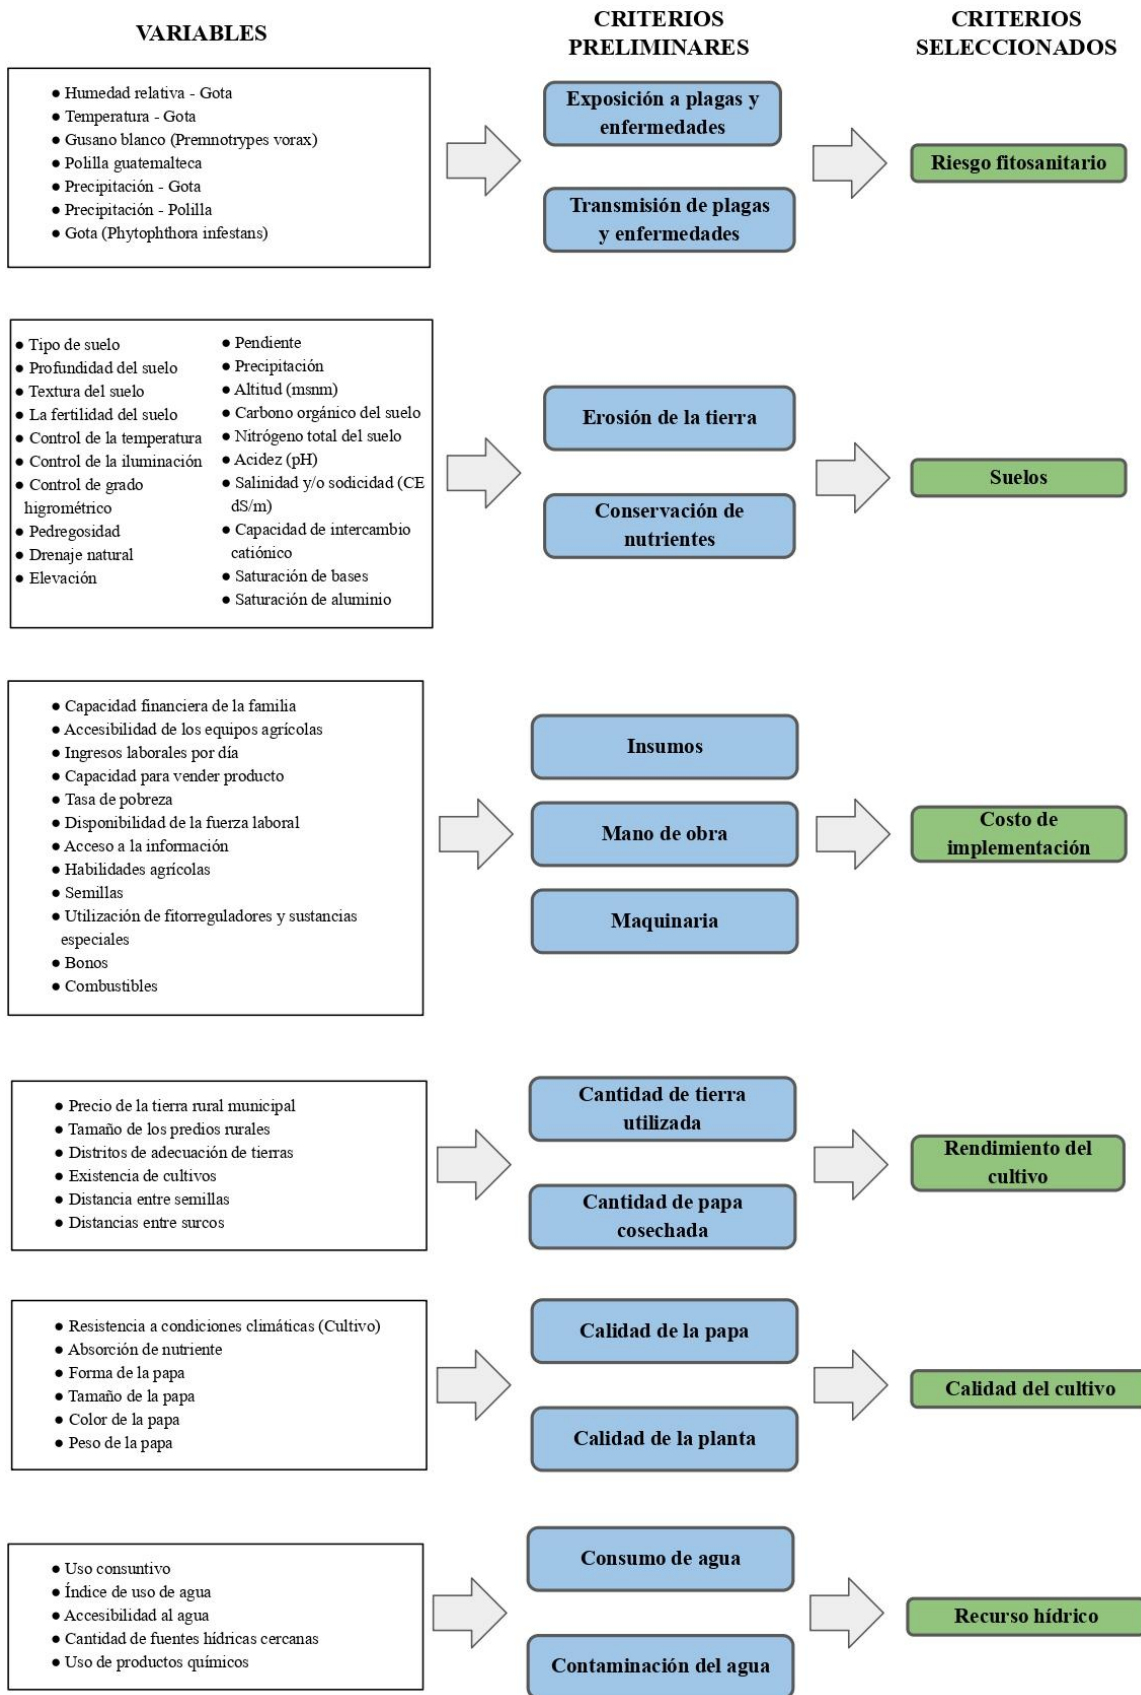 VARIABLES
CRITERIOS
PRELIMINARES
CRITERIOS
SELECCIONADOS
● Humedad relativa - Gota
● Temperatura - Gota
● Gusano blanco (Premnotrypes vorax)
● Polilla guatemalteca
● Precipitación - Gota
● Precipitación - Polilla
● Gota (Phytophthora infestans)
Exposición a plagas y
enfermedades
Transmisión de plagas
y enfermedades
Riesgo fitosanitario
● Tipo de suelo
● Profundidad del suelo
● Textura del suelo
● La fertilidad del suelo
● Control de la temperatura
● Control de la iluminación
● Control de grado
higrométrico
● Pedregosidad
● Drenaje natural
● Elevación
● Pendiente
● Precipitación
● Altitud (msnm)
● Carbono orgánico del suelo
● Nitrógeno total del suelo
● Acidez (pH)
● Salinidad y/o sodicidad (CE
dS/m)
● Capacidad de intercambio
catiónico
● Saturación de bases
● Saturación de aluminio
Erosión de la tierra
Conservación de
nutrientes
Suelos
● Capacidad financiera de la familia
● Accesibilidad de los equipos agrícolas
● Ingresos laborales por día
● Capacidad para vender producto
● Tasa de pobreza
● Disponibilidad de la fuerza laboral
● Acceso a la información
● Habilidades agrícolas
● Semillas
● Utilización de fitorreguladores y sustancias
especiales
● Bonos
● Combustibles
Insumos
Mano de obra
Maquinaria
Costo de
implementación
● Precio de la tierra rural municipal
● Tamaño de los predios rurales
● Distritos de adecuación de tierras
● Existencia de cultivos
● Distancia entre semillas
● Distancias entre surcos
Cantidad de tierra
utilizada
Cantidad de papa
cosechada
Rendimiento del
cultivo
● Resistencia a condiciones climáticas (Cultivo)
● Absorción de nutriente
● Forma de la papa
● Tamaño de la papa
● Color de la papa
● Peso de la papa
Calidad de la papa
Calidad de la planta
Calidad del cultivo
● Uso consuntivo
● Índice de uso de agua
● Accesibilidad al agua
● Cantidad de fuentes hídricas cercanas
● Uso de productos químicos
Consumo de agua
Contaminación del agua
Recurso hídrico